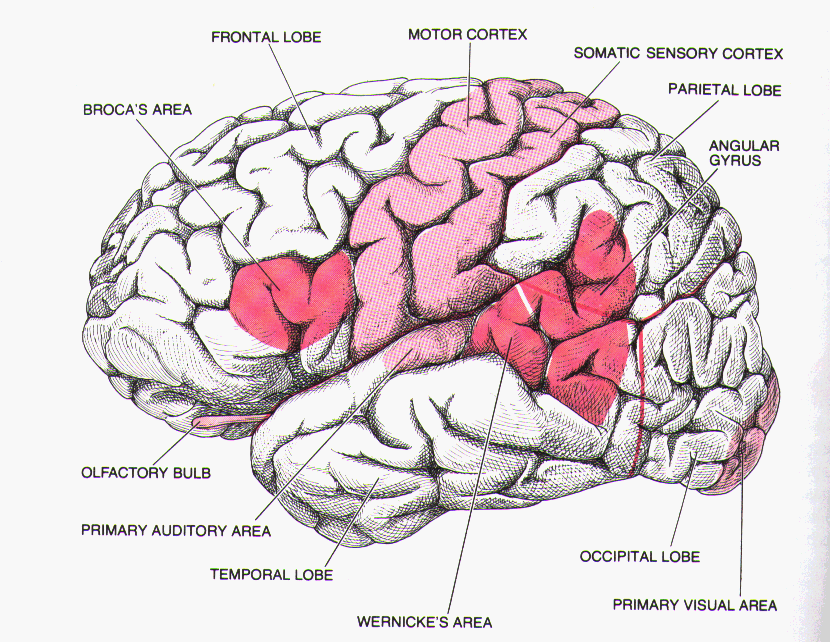 FRONTAL LOBE
MOTOR CORTEX
SOMATIC SENSORY CORTEX
PARIETAL LOBE
BROCA'S AREA
ANGULAR
GYRUS
OLFACTORY BULB
PRIMARY AUDITORY AREA
TEMPORAL LOBE
WERNICKE'S AREA
OCCIPITAL LOBE
PRIMARY VISUAL AREA